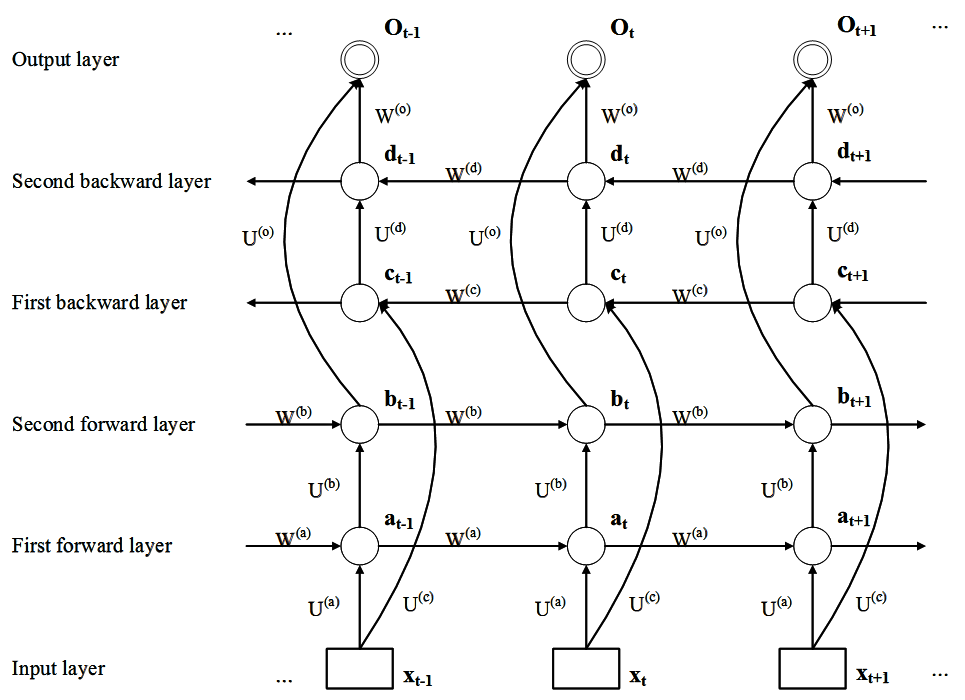 ... O_t-1 O_t O_t+1 ...
Output layer
W^(o) W^(o) W^(o)
d_t-1 d_t d_t+1
Second backward layer W^(d) W^(d)
U^(o) U^(d) U^(o) U^(d) U^(o) U^(d)
c_t-1 c_t c_t+1
First backward layer W^(c) W^(c)
b_t-1 b_t b_t+1
Second forward layer W^(b) W^(b) W^(b)
U^(b) U^(b) U^(b)
a_t-1 a_t a_t+1
First forward layer W^(a) W^(a) W^(a)
U^(a) U^(c) U^(a) U^(c) U^(a) U^(c)
Input layer ... x_t-1 x_t x_t+1 ...